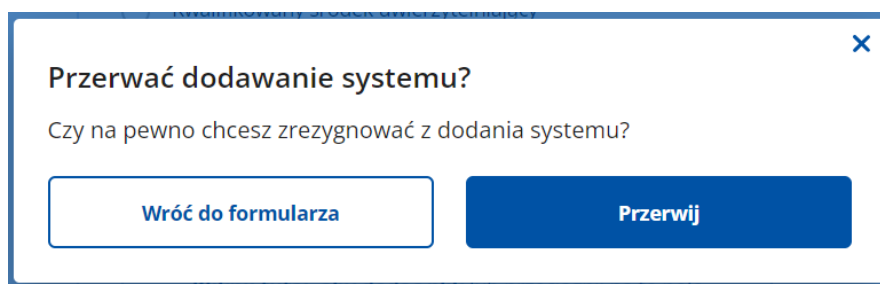 Przerwać dodawanie systemu?
Czy na pewno chcesz zrezygnować z dodania systemu?
Wróć do formularza
Przerwij